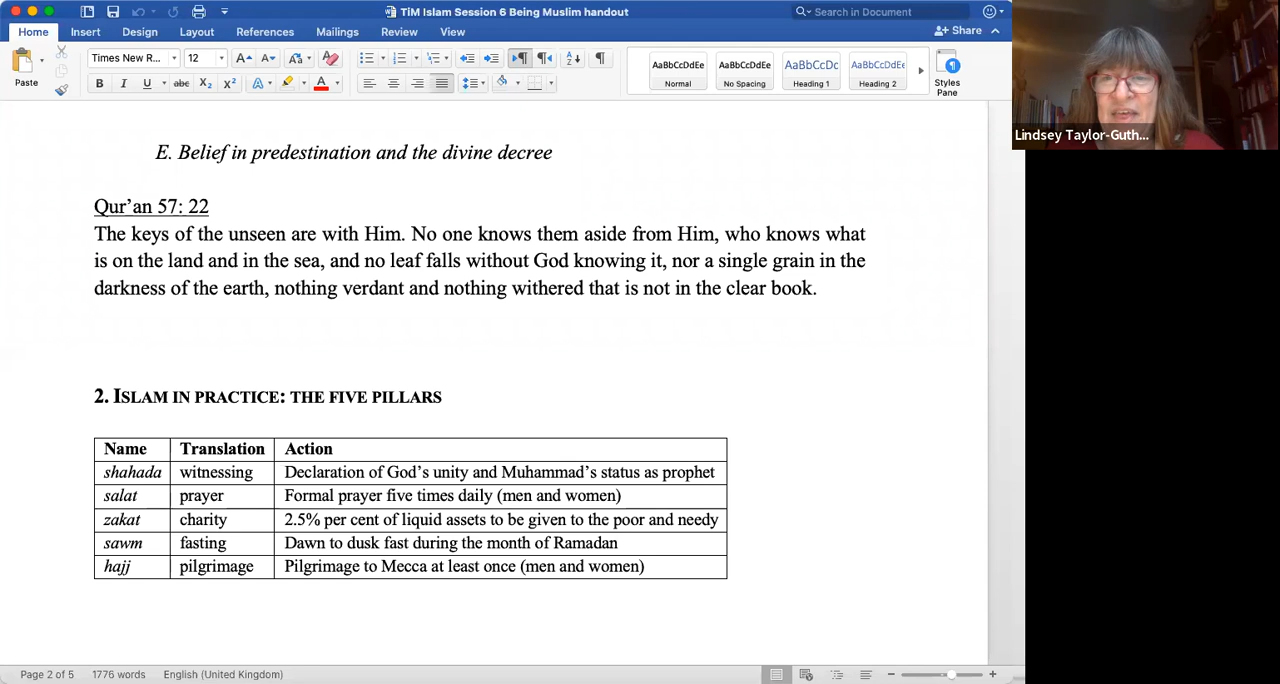 TiM Islam Session 6 Being Muslim handout
Search in Document
Home Insert Design Layout References Mailings Review View
Share
Paste
Times New R... 12
AaBbCcDdEe AaBbCcDdEe AaBbCcDc AaBbCcDdEe
Normal No Spacing Heading 1 Heading 2
Styles
Pane
Lindsey Taylor-Guth...
E. Belief in predestination and the divine decree
Qur’an 57: 22
The keys of the unseen are with Him. No one knows them aside from Him, who knows what
is on the land and in the sea, and no leaf falls without God knowing it, nor a single grain in the
darkness of the earth, nothing verdant and nothing withered that is not in the clear book.
2. ISLAM IN PRACTICE: THE FIVE PILLARS
Name Translation Action
shahada witnessing Declaration of God’s unity and Muhammad’s status as prophet
salat prayer Formal prayer five times daily (men and women)
zakat charity 2.5% per cent of liquid assets to be given to the poor and needy
sawm fasting Dawn to dusk fast during the month of Ramadan
hajj pilgrimage Pilgrimage to Mecca at least once (men and women)
Page 2 of 5 1776 words English (United Kingdom)